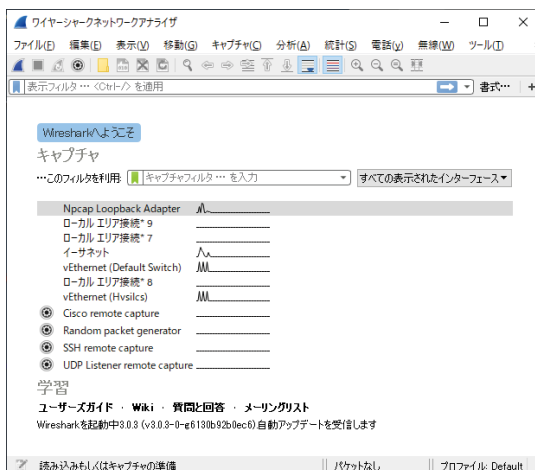 ワイヤーシャークネットワークアナライザ
ファイル(F) 編集(E) 表示(V) 移動(G) キャプチャ(C) 分析(A) 統計(S) 電話(y) 無線(W) ツール(T)
表示フィルタ … <Ctrl-/> を適用 書式… +
Wiresharkへようこそ
キャプチャ
…このフィルタを利用: キャプチャフィルタ … を入力 すべての表示されたインターフェース
Npcap Loopback Adapter
ローカル エリア接続* 9
ローカル エリア接続* 7
イーサネット
vEthernet (Default Switch)
ローカル エリア接続* 8
vEthernet (Hvsilcs)
Cisco remote capture
Random packet generator
SSH remote capture
UDP Listener remote capture
学習
ユーザーズガイド · Wiki · 質問と回答 · メーリングリスト
Wiresharkを起動中3.0.3 (v3.0.3-0-g6130b92b0ec6) 自動アップデートを受信します
読み込みもしくはキャプチャの準備 パケットなし プロファイル: Default